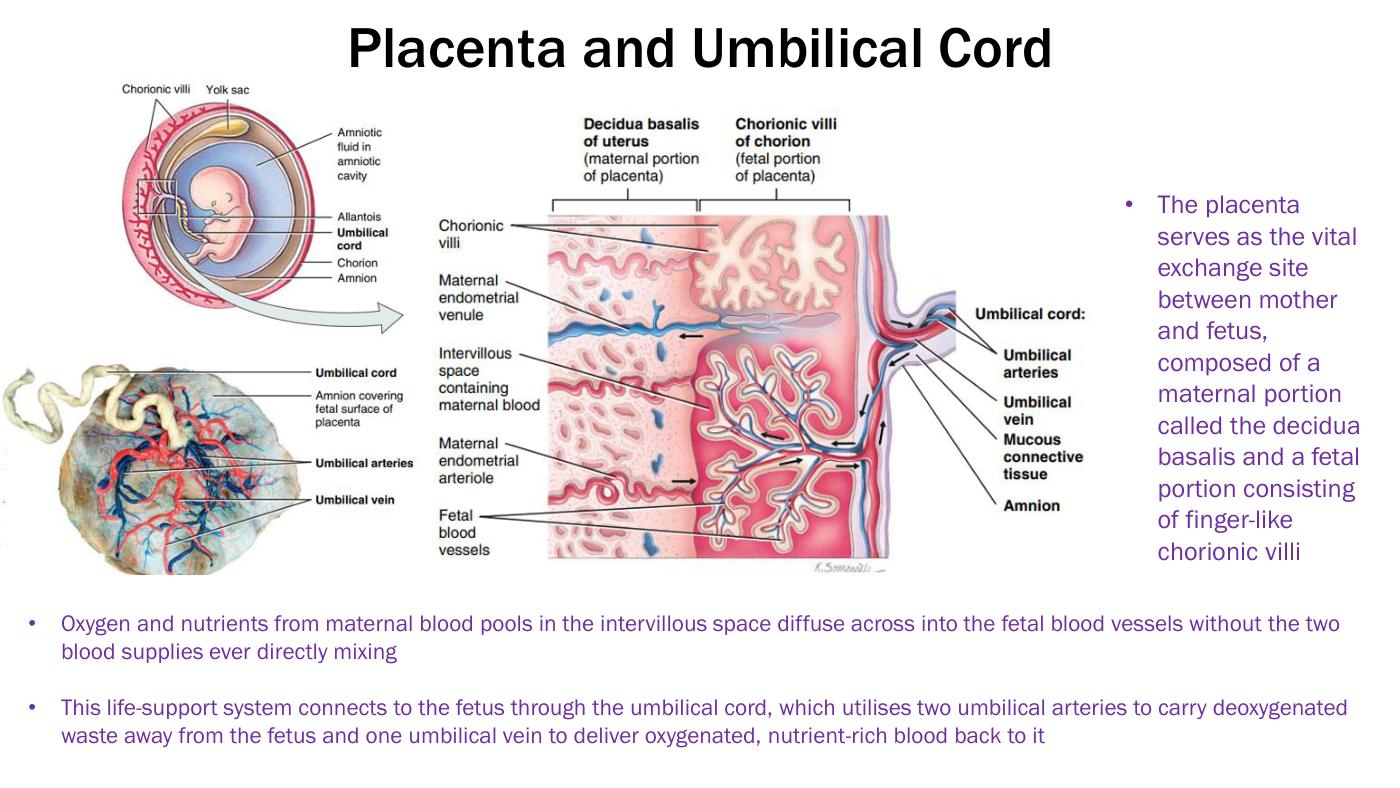 Placenta and Umbilical Cord
Chorionic villi
Yolk sac
Amniotic
fluid in
amniotic
cavity
Allantois
Umbilical
cord
Chorion
Amnion
Umbilical cord
Amnion covering
fetal surface of
placenta
Umbilical arteries
Umbilical vein
Decidua basalis
of uterus
(maternal portion
of placenta)
Chorionic villi
of chorion
(fetal portion
of placenta)
Chorionic
villi
Maternal
endometrial
venule
Intervillous
space
containing
maternal blood
Maternal
endometrial
arteriole
Fetal
blood
vessels
Umbilical cord:
Umbilical
arteries
Umbilical
vein
Mucous
connective
tissue
Amnion
• The placenta
serves as the vital
exchange site
between mother
and fetus,
composed of a
maternal portion
called the decidua
basalis and a fetal
portion consisting
of finger-like
chorionic villi
• Oxygen and nutrients from maternal blood pools in the intervillous space diffuse across into the fetal blood vessels without the two
blood supplies ever directly mixing
• This life-support system connects to the fetus through the umbilical cord, which utilises two umbilical arteries to carry deoxygenated
waste away from the fetus and one umbilical vein to deliver oxygenated, nutrient-rich blood back to it